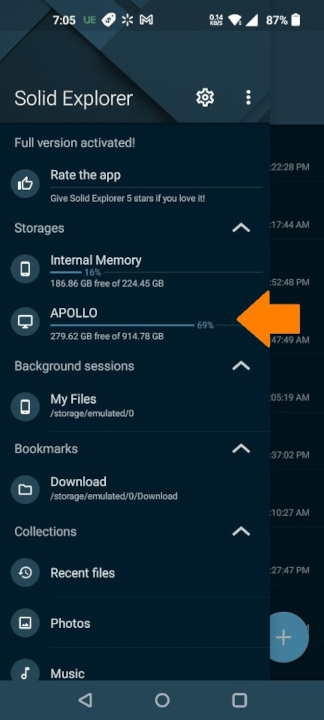 7:05 UE 0.14 KB/S 87%
Solid Explorer
Full version activated!
Rate the app
Give Solid Explorer 5 stars if you love it!
Storages
Internal Memory
16%
186.86 GB free of 224.45 GB
APOLLO
69%
279.62 GB free of 914.78 GB
Background sessions
My Files
/storage/emulated/0
Bookmarks
Download
/storage/emulated/0/Download
Collections
Recent files
Photos
Music
:22:28 PM
:17:44 AM
:52:48 PM
:47:49 AM
:05:19 AM
:37:02 PM
:10:27 AM
:27:47 PM